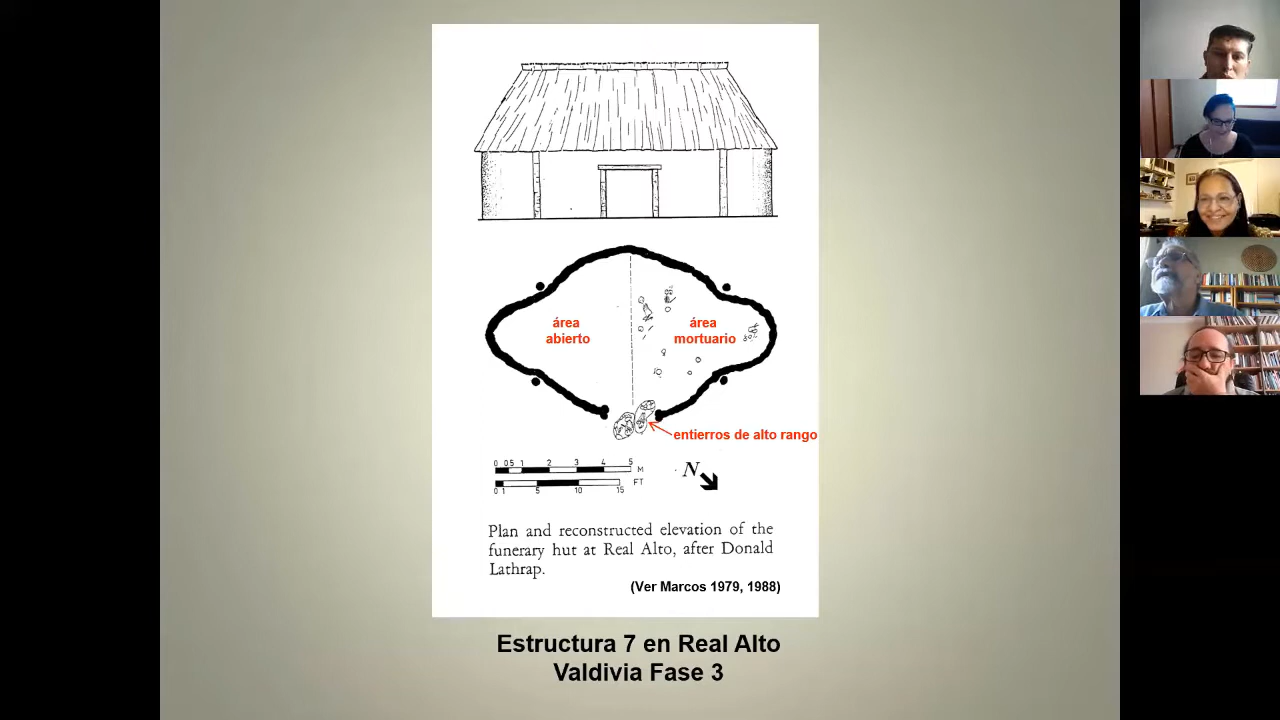 área
abierto
área
mortuario
entierros de alto rango
0 0.5 1 2 3 4 5
M
FT
0 1 5 10 15
N
Plan and reconstructed elevation of the
funerary hut at Real Alto, after Donald
Lathrap.
(Ver Marcos 1979, 1988)
Estructura 7 en Real Alto
Valdivia Fase 3